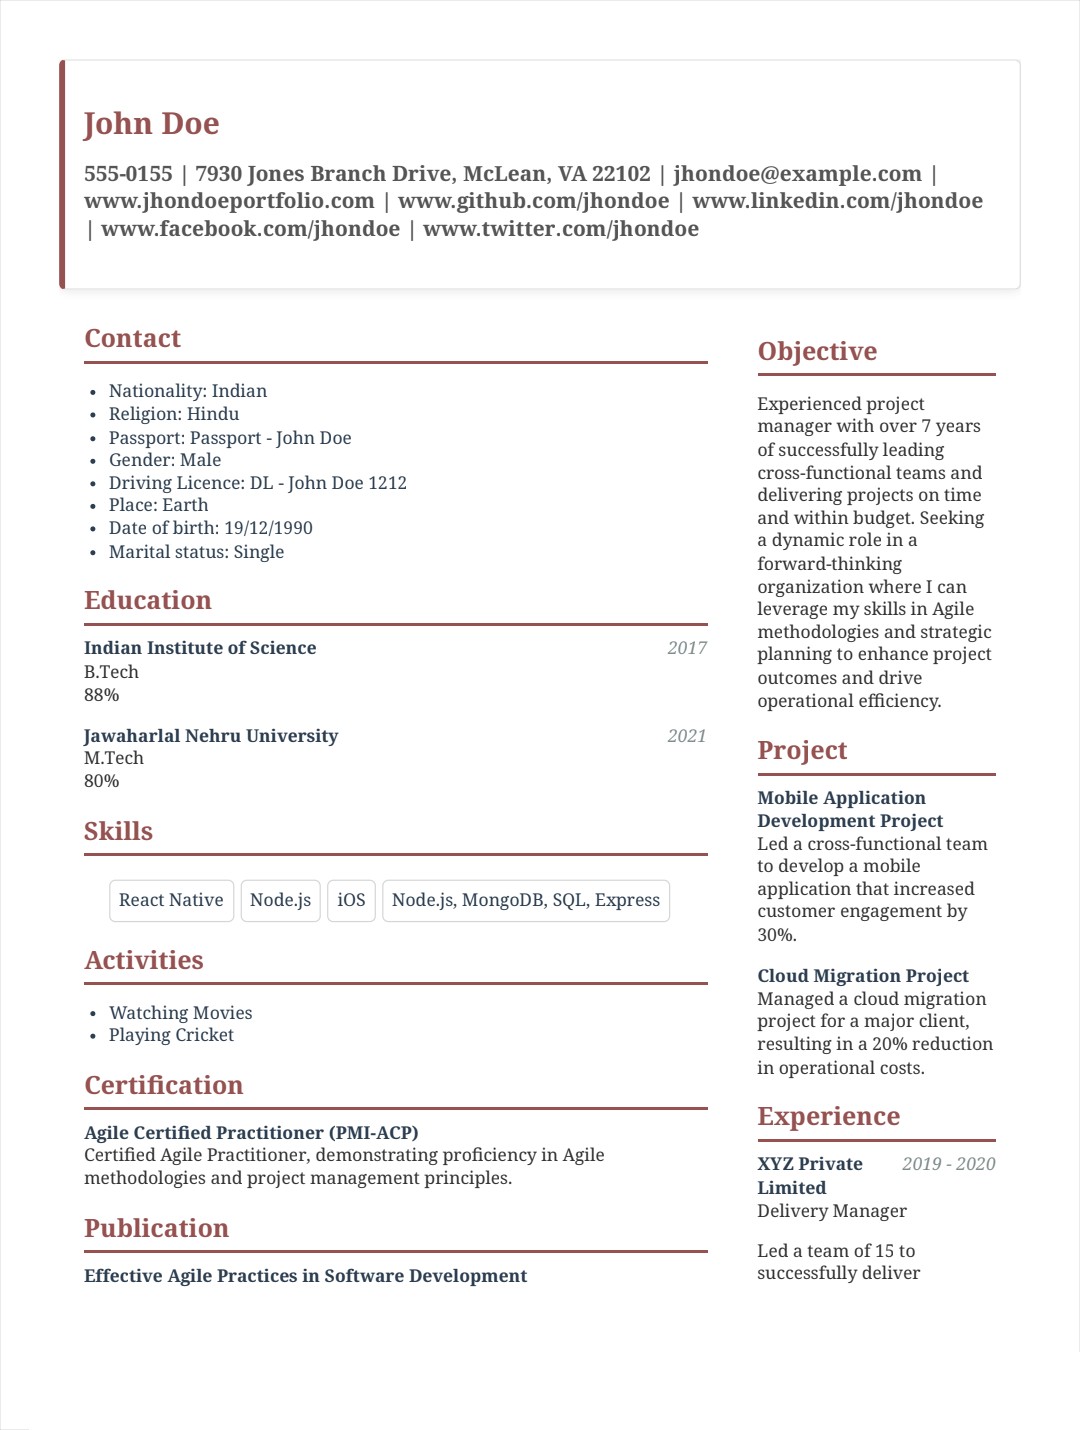 John Doe
555-0155 | 7930 Jones Branch Drive, McLean, VA 22102 | jhondoe@example.com |
www.jhondoeportfolio.com | www.github.com/jhondoe | www.linkedin.com/jhondoe
| www.facebook.com/jhondoe | www.twitter.com/jhondoe
Contact
• Nationality: Indian
• Religion: Hindu
• Passport: Passport - John Doe
• Gender: Male
• Driving Licence: DL - John Doe 1212
• Place: Earth
• Date of birth: 19/12/1990
• Marital status: Single
Education
Indian Institute of Science 2017
B.Tech
88%
Jawaharlal Nehru University 2021
M.Tech
80%
Skills
React Native Node.js iOS Node.js, MongoDB, SQL, Express
Activities
• Watching Movies
• Playing Cricket
Certification
Agile Certified Practitioner (PMI-ACP)
Certified Agile Practitioner, demonstrating proficiency in Agile
methodologies and project management principles.
Publication
Effective Agile Practices in Software Development
Objective
Experienced project
manager with over 7 years
of successfully leading
cross-functional teams and
delivering projects on time
and within budget. Seeking
a dynamic role in a
forward-thinking
organization where I can
leverage my skills in Agile
methodologies and strategic
planning to enhance project
outcomes and drive
operational efficiency.
Project
Mobile Application
Development Project
Led a cross-functional team
to develop a mobile
application that increased
customer engagement by
30%.
Cloud Migration Project
Managed a cloud migration
project for a major client,
resulting in a 20% reduction
in operational costs.
Experience
XYZ Private 2019 - 2020
Limited
Delivery Manager
Led a team of 15 to
successfully deliver